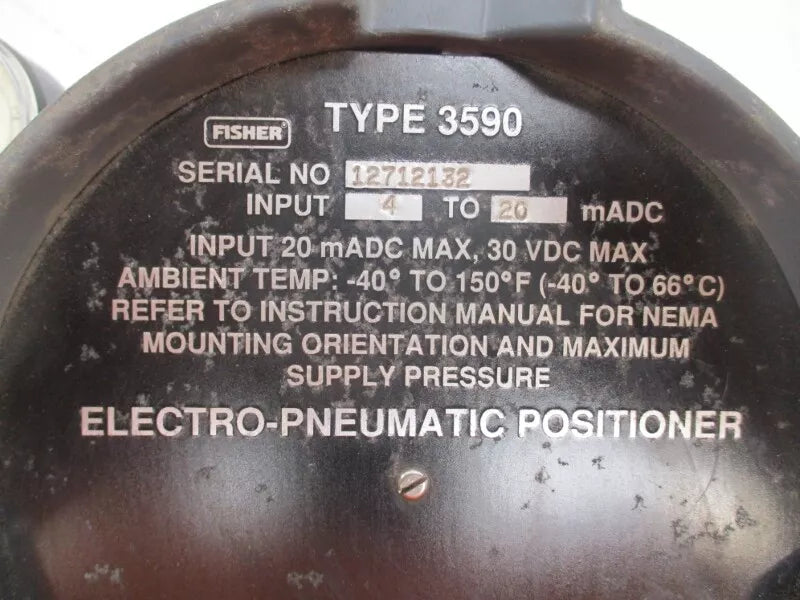 FISHER® TYPE 3590
SERIAL NO 12712132
INPUT 4 TO 20 mADC
INPUT 20 mADC MAX, 30 VDC MAX
AMBIENT TEMP: -40° TO 150°F (-40° TO 66°C)
REFER TO INSTRUCTION MANUAL FOR NEMA
MOUNTING ORIENTATION AND MAXIMUM
SUPPLY PRESSURE
ELECTRO-PNEUMATIC POSITIONER